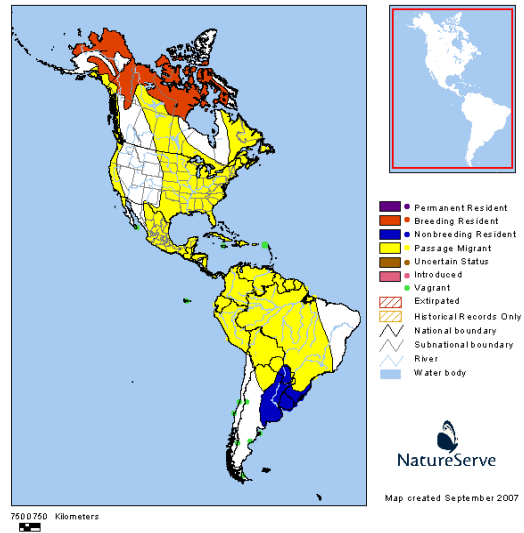 Permanent Resident
Breeding Resident
Nonbreeding Resident
Passage Migrant
Uncertain Status
Introduced
Vagrant
Extirpated
Historical Records Only
National boundary
Subnational boundary
River
Water body
NatureServe
Map created September 2007
750 0 750 Kilometers